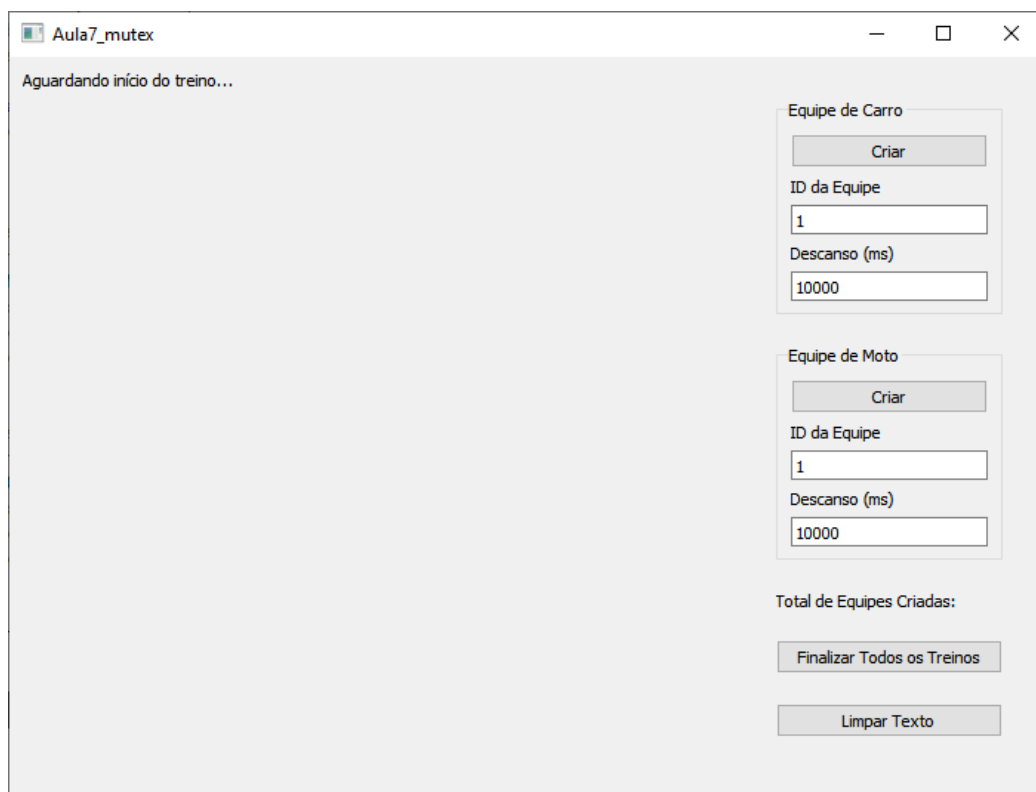 Aula7_mutex
Aguardando início do treino...
Equipe de Carro
Criar
ID da Equipe
1
Descanso (ms)
10000
Equipe de Moto
Criar
ID da Equipe
1
Descanso (ms)
10000
Total de Equipes Criadas:
Finalizar Todos os Treinos
Limpar Texto